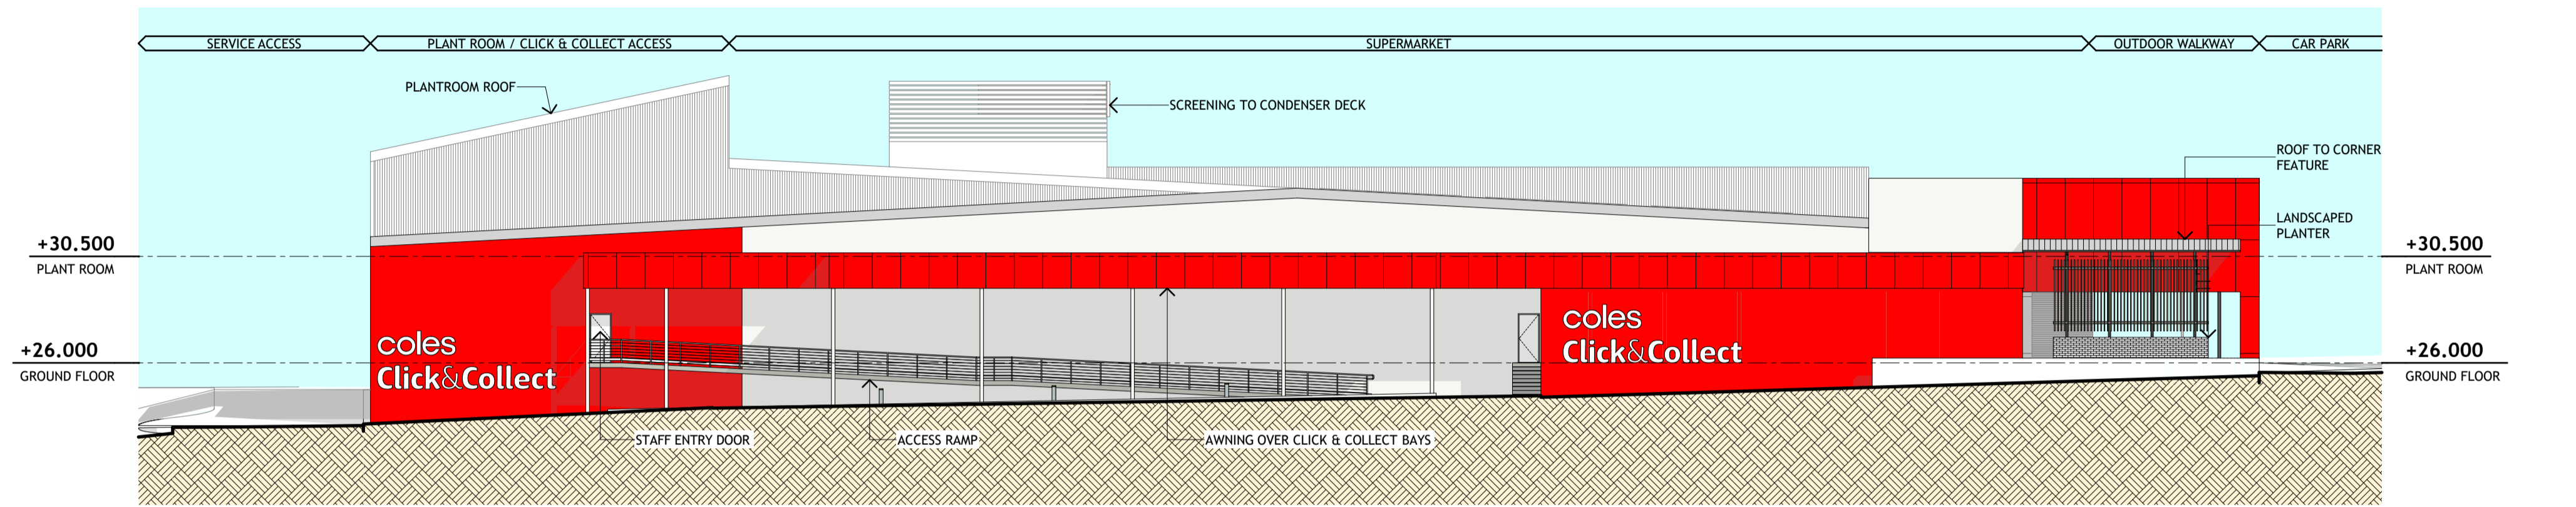 SERVICE ACCESS
PLANT ROOM / CLICK & COLLECT ACCESS
SUPERMARKET
OUTDOOR WALKWAY
CAR PARK
PLANTROOM ROOF
SCREENING TO CONDENSER DECK
ROOF TO CORNER
FEATURE
LANDSCAPED
PLANTER
+30.500
PLANT ROOM
+30.500
PLANT ROOM
coles
Click&Collect
coles
Click&Collect
+26.000
GROUND FLOOR
+26.000
GROUND FLOOR
STAFF ENTRY DOOR
ACCESS RAMP
AWNING OVER CLICK & COLLECT BAYS